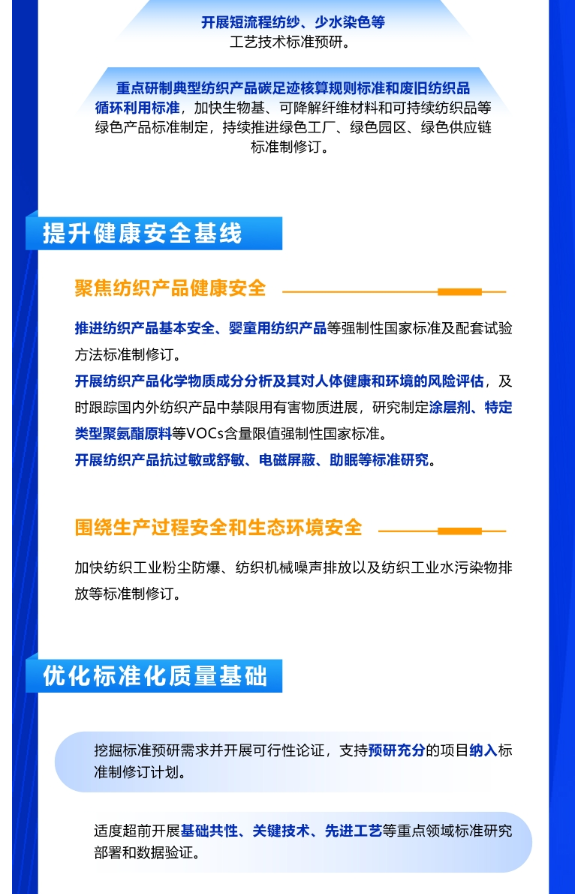 开展短流程纺纱、少水染色等
工艺技术标准预研。
重点研制典型纺织产品碳足迹核算规则标准和废旧纺织品
循环利用标准，加快生物基、可降解纤维材料和可持续纺织品等
绿色产品标准制定，持续推进绿色工厂、绿色园区、绿色供应链
标准制修订。
提升健康安全基线
聚焦纺织产品健康安全
推进纺织产品基本安全、婴童用纺织产品等强制性国家标准及配套试验
方法标准制修订。
开展纺织产品化学物质成分分析及其对人体健康和环境的风险评估，及
时跟踪国内外纺织产品中禁限用有害物质进展，研究制定涂层剂、特定
类型聚氨酯原料等VOCs含量限值强制性国家标准。
开展纺织产品抗过敏或舒敏、电磁屏蔽、助眠等标准研究。
围绕生产过程安全和生态环境安全
加快纺织工业粉尘防爆、纺织机械噪声排放以及纺织工业水污染物排
放等标准制修订。
优化标准化质量基础
挖掘标准预研需求并开展可行性论证，支持预研充分的项目纳入标
准制修订计划。
适度超前开展基础共性、关键技术、先进工艺等重点领域标准研究
部署和数据验证。